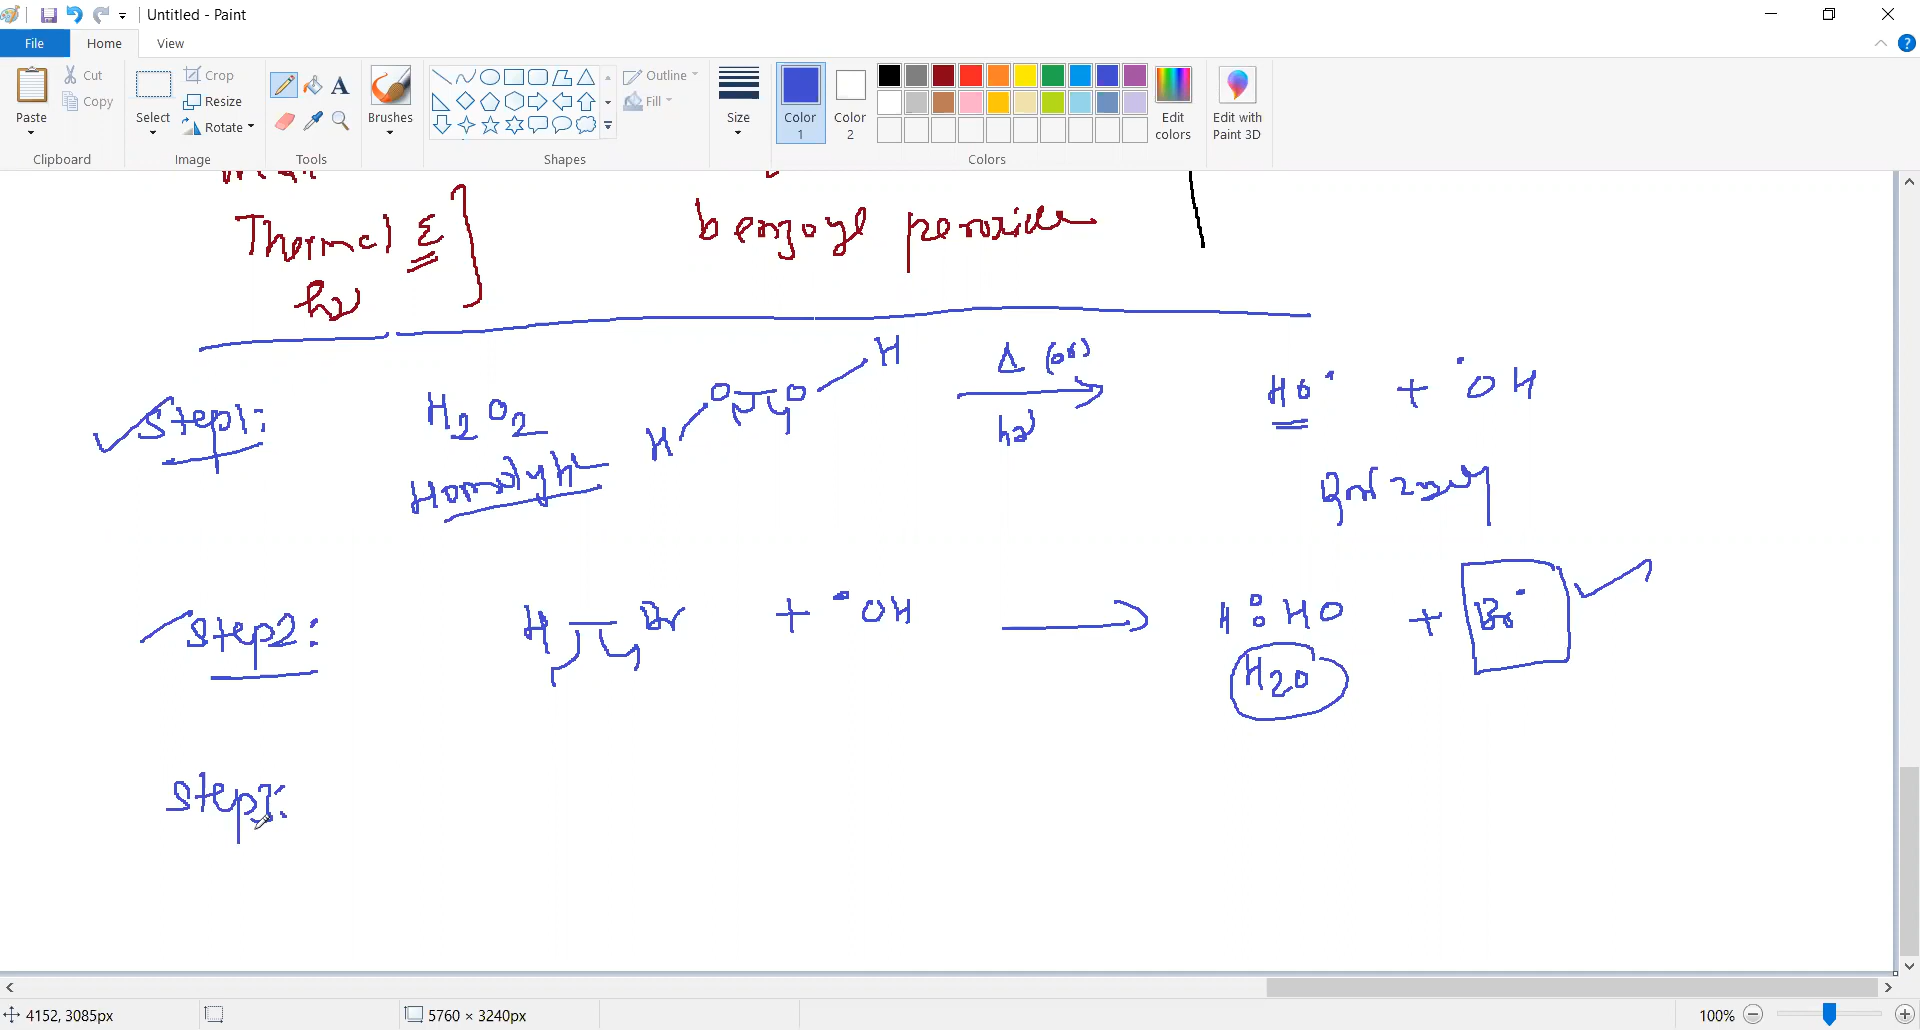 Untitled - Paint
File Home View
Paste Cut Copy Clipboard
Select Crop Resize Rotate Image
Tools
Brushes
Shapes Outline Fill
Size
Color 1 Color 2 Colors
Edit colors
Edit with Paint 3D
Thermal E
hν
benzoyl peroxide
Step1: H2O2 H O O H Δ (or) hν HO• + •OH
Homolytic
Step2: H — Br + •OH → H : HO + Br•
H2O
Step3:
4152, 3085px
5760 × 3240px
100%